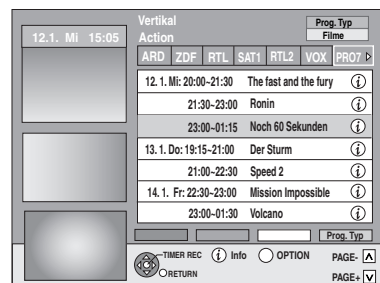 Vertikal
Prog. Typ
12.1. Mi 15:05
Action
Filme
ARD ZDF RTL SAT1 RTL2 VOX PRO7
12. 1. Mi: 20:00~21:30 The fast and the fury i
21:30~23:00 Ronin i
23:00~01:15 Noch 60 Sekunden i
13. 1. Do: 19:15~21:00 Der Sturm i
21:00~22:30 Speed 2 i
14. 1. Fr: 22:30~23:00 Mission Impossible i
23:00~01:30 Volcano i
Prog. Typ
TIMER REC i Info OPTION PAGE-
RETURN PAGE+